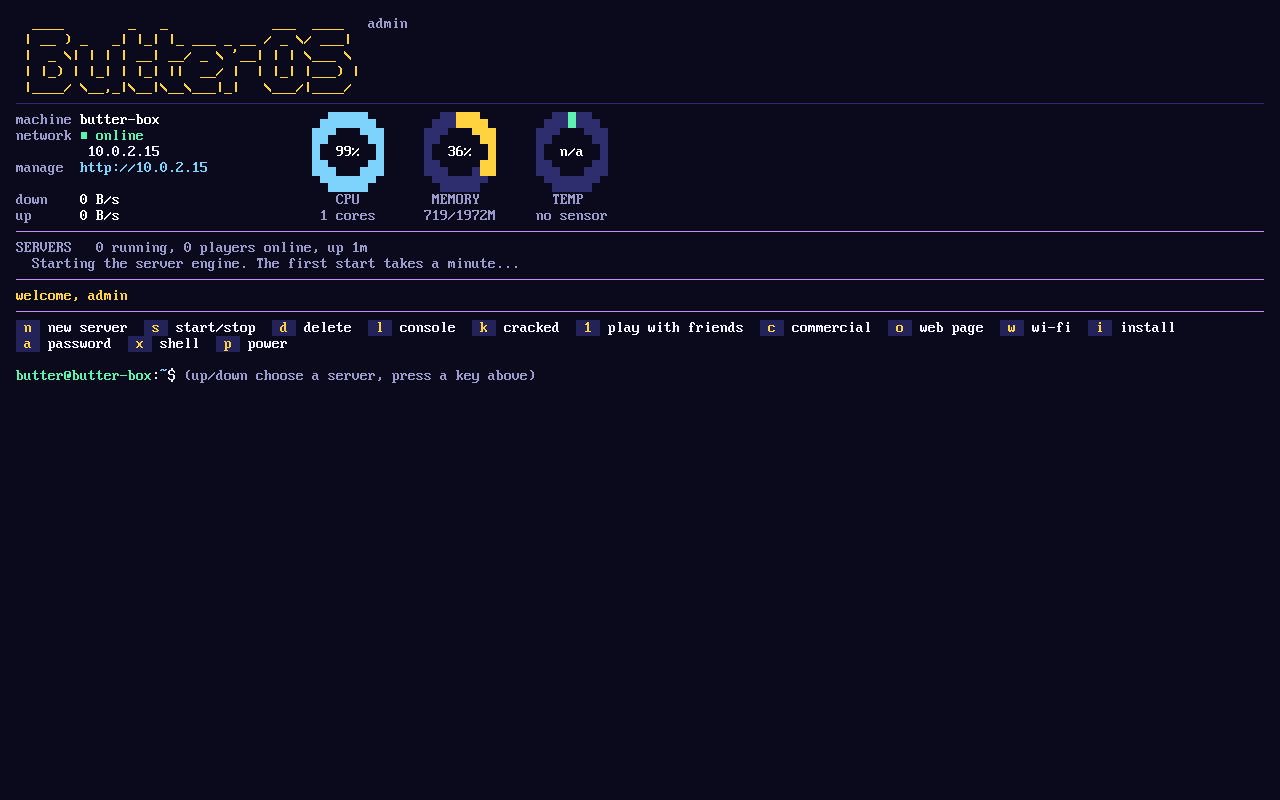 ButterOS admin
machine butter-box
network ■ online
10.0.2.15
manage http://10.0.2.15
down 0 B/s
up 0 B/s
99%
CPU
1 cores
36%
MEMORY
719/1972M
n/a
TEMP
no sensor
SERVERS 0 running, 0 players online, up 1m
Starting the server engine. The first start takes a minute...
welcome, admin
n new server s start/stop d delete l console k cracked 1 play with friends c commercial o web page w wi-fi i install
a password x shell p power
butter@butter-box:~$ (up/down choose a server, press a key above)